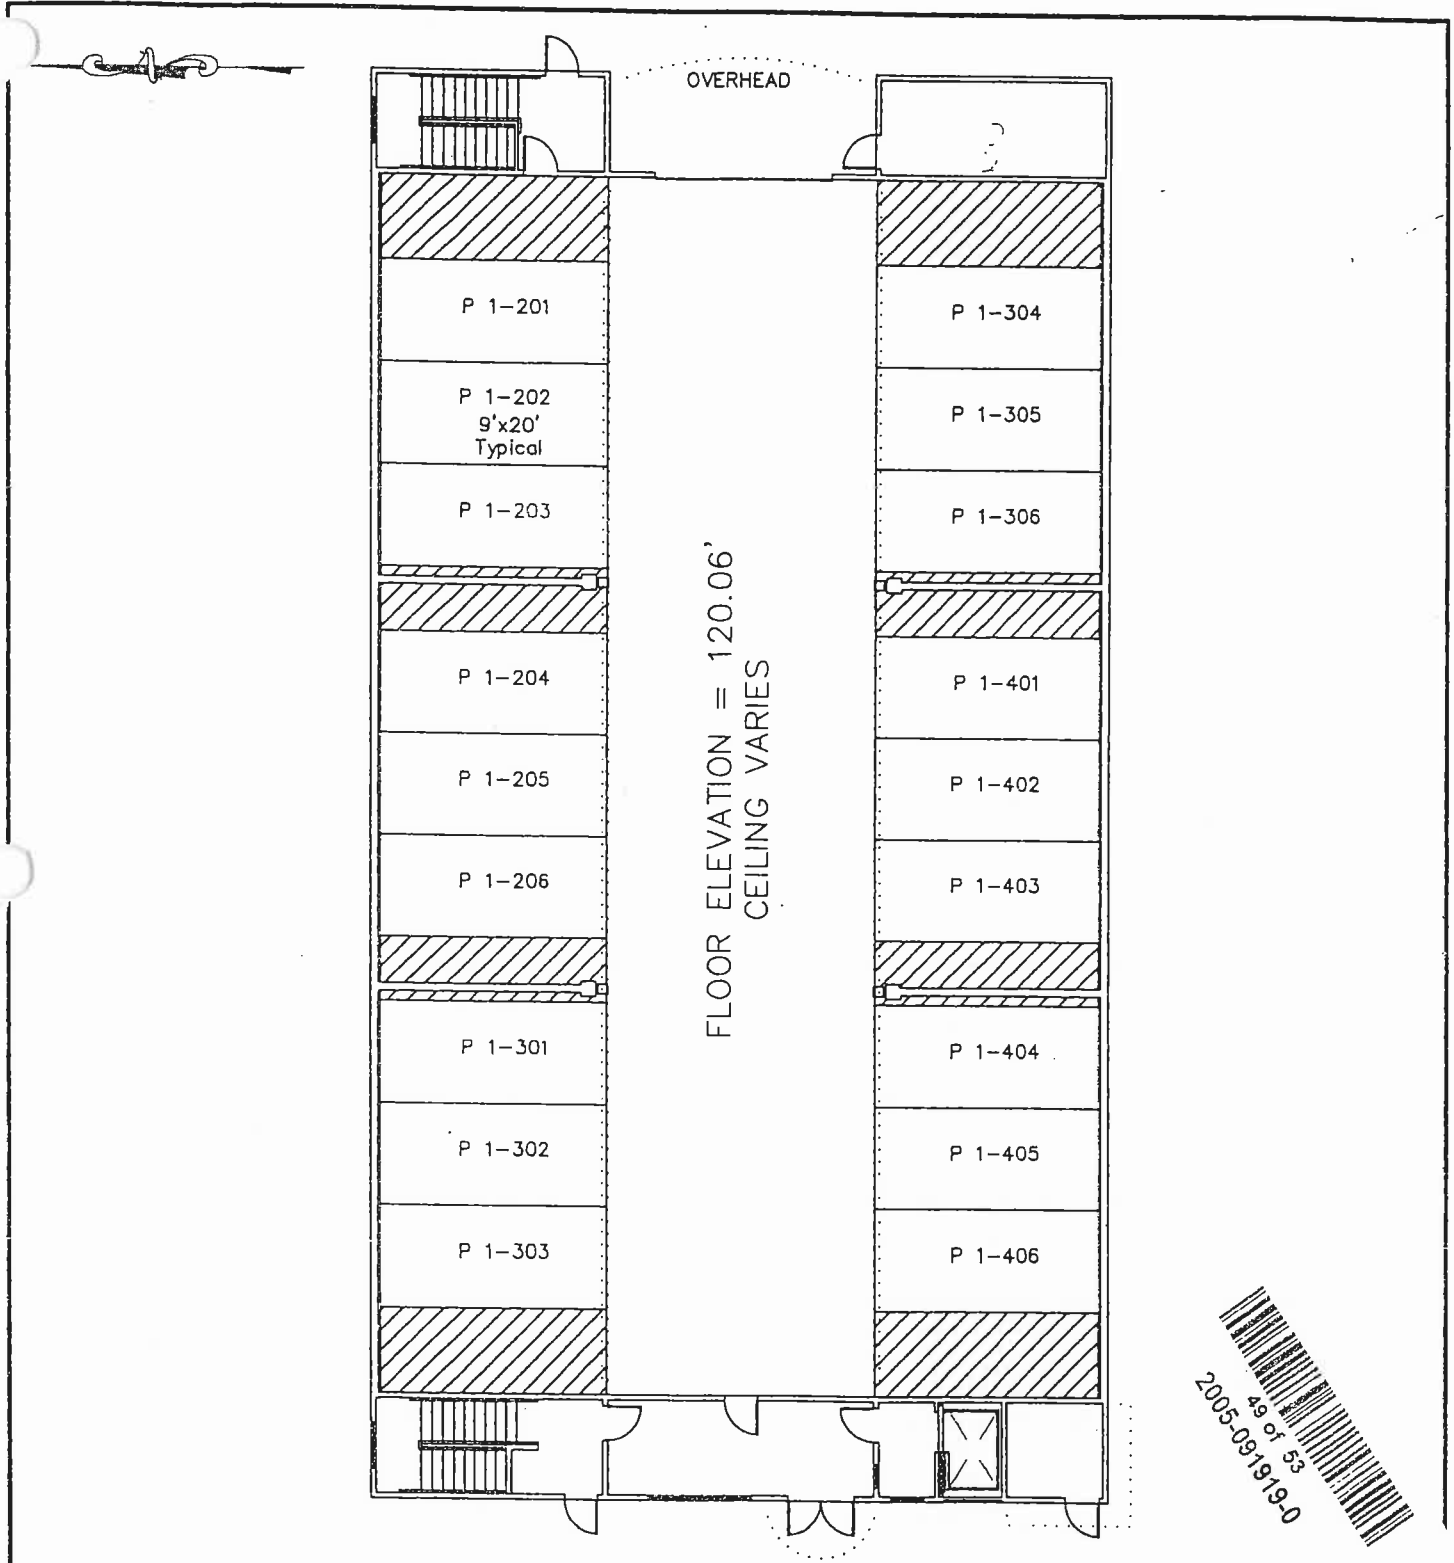 OVERHEAD
P 1-201
P 1-202
9'x20'
Typical
P 1-203
P 1-204
P 1-205
P 1-206
P 1-301
P 1-302
P 1-303
FLOOR ELEVATION = 120.06'
CEILING VARIES
P 1-304
P 1-305
P 1-306
P 1-401
P 1-402
P 1-403
P 1-404
P 1-405
P 1-406
49 of 53
2005-091919-0